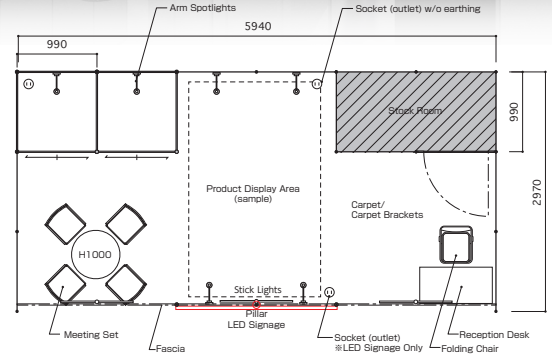 Arm Spotlights
Socket (outlet) w/o earthing
5940
990
Stock Room
990
2970
Product Display Area
(sample)
Carpet/
Carpet Brackets
H1000
Stick Lights
Pillar
LED Signage
Meeting Set
Fascia
Socket (outlet)
※LED Signage Only
Reception Desk
Folding Chair